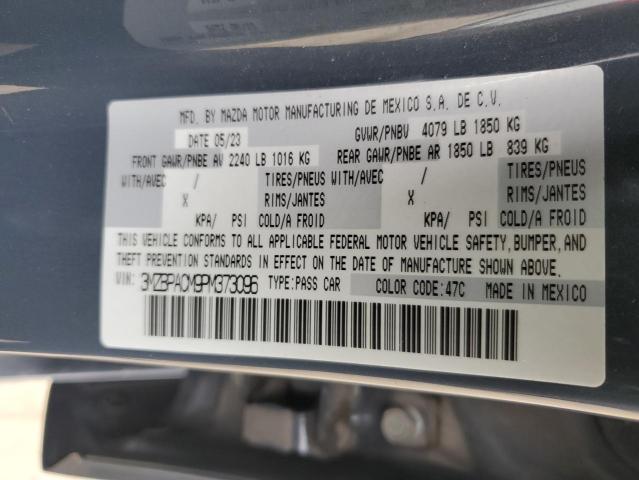 MFD. BY MAZDA MOTOR MANUFACTURING DE MEXICO S.A. DE C.V.
DATE 05/23 GVWR/PNBV 4079 LB 1850 KG
FRONT GAWR/PNBE AV 2240 LB 1016 KG REAR GAWR/PNBE AR 1850 LB 839 KG
WITH/AVEC / TIRES/PNEUS WITH/AVEC / TIRES/PNEUS
X RIMS/JANTES X RIMS/JANTES
KPA/ PSI COLD/A FROID KPA/ PSI COLD/A FROID
THIS VEHICLE CONFORMS TO ALL APPLICABLE FEDERAL MOTOR VEHICLE SAFETY, BUMPER, AND
THEFT PREVENTION STANDARDS IN EFFECT ON THE DATE OF MANUFACTURE SHOWN ABOVE.
VIN: 3MZBPACM9PM373096 TYPE:PASS CAR COLOR CODE:47C MADE IN MEXICO